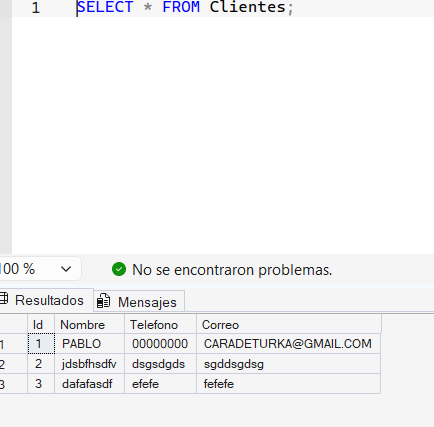 1 SELECT * FROM Clientes;
100 % No se encontraron problemas.
Resultados Mensajes
Id Nombre Telefono Correo
1 1 PABLO 00000000 CARADETURKA@GMAIL.COM
2 2 jdsbfhsdfv dsgsdgds sgddsgdsg
3 3 dafafasdf efefe fefefe